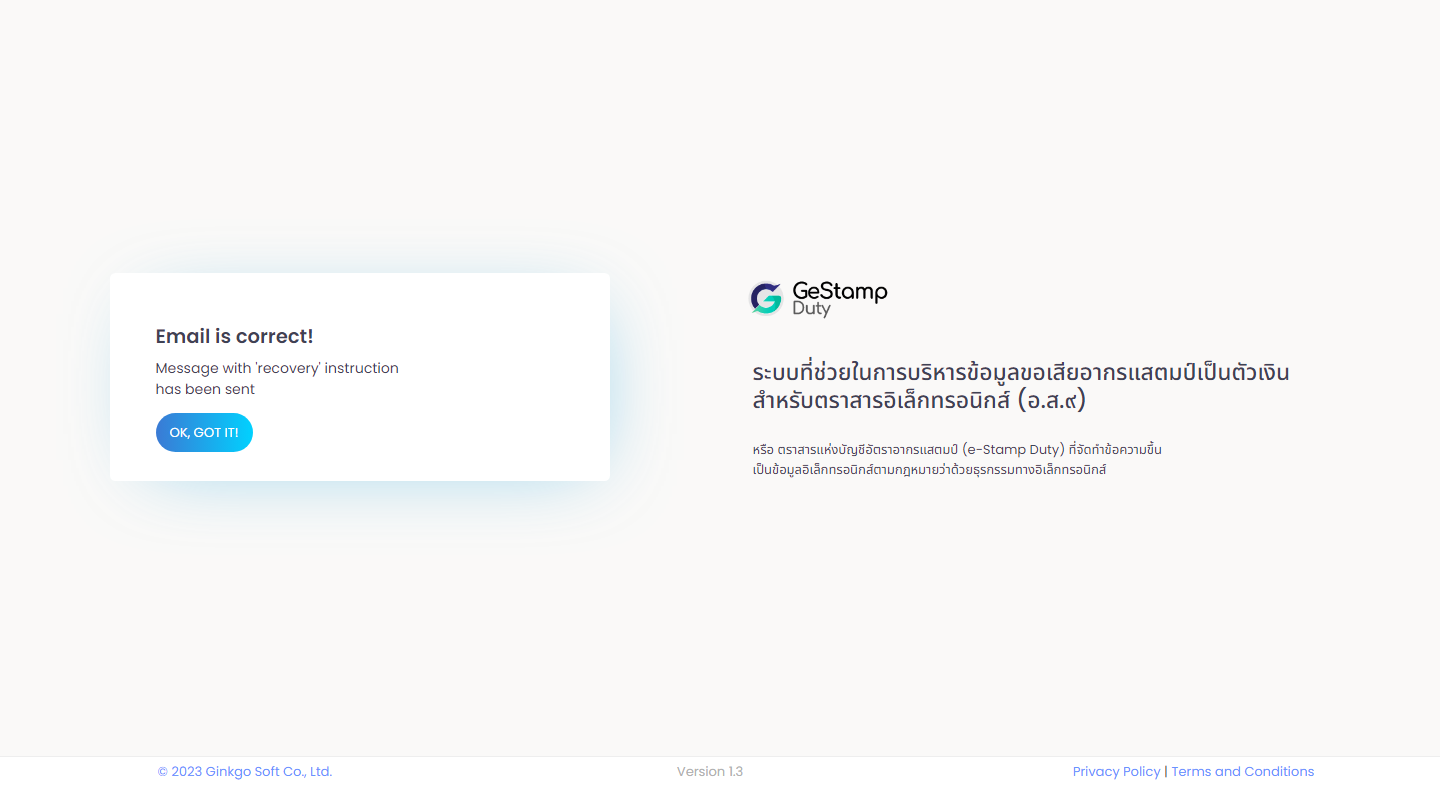 Email is correct!
Message with 'recovery' instruction
has been sent
OK, GOT IT!
GeStamp
Duty
ระบบที่ช่วยในการบริหารข้อมูลขอเสียอากรแสตมป์เป็นตัวเงิน
สำหรับตราสารอิเล็กทรอนิกส์ (อ.ส.๙)
หรือ ตราสารแห่งบัญชีอัตราอากรแสตมป์ (e-Stamp Duty) ที่จัดทำข้อความขึ้น
เป็นข้อมูลอิเล็กทรอนิกส์ตามกฎหมายว่าด้วยธุรกรรมทางอิเล็กทรอนิกส์
© 2023 Ginkgo Soft Co., Ltd.
Version 1.3
Privacy Policy | Terms and Conditions